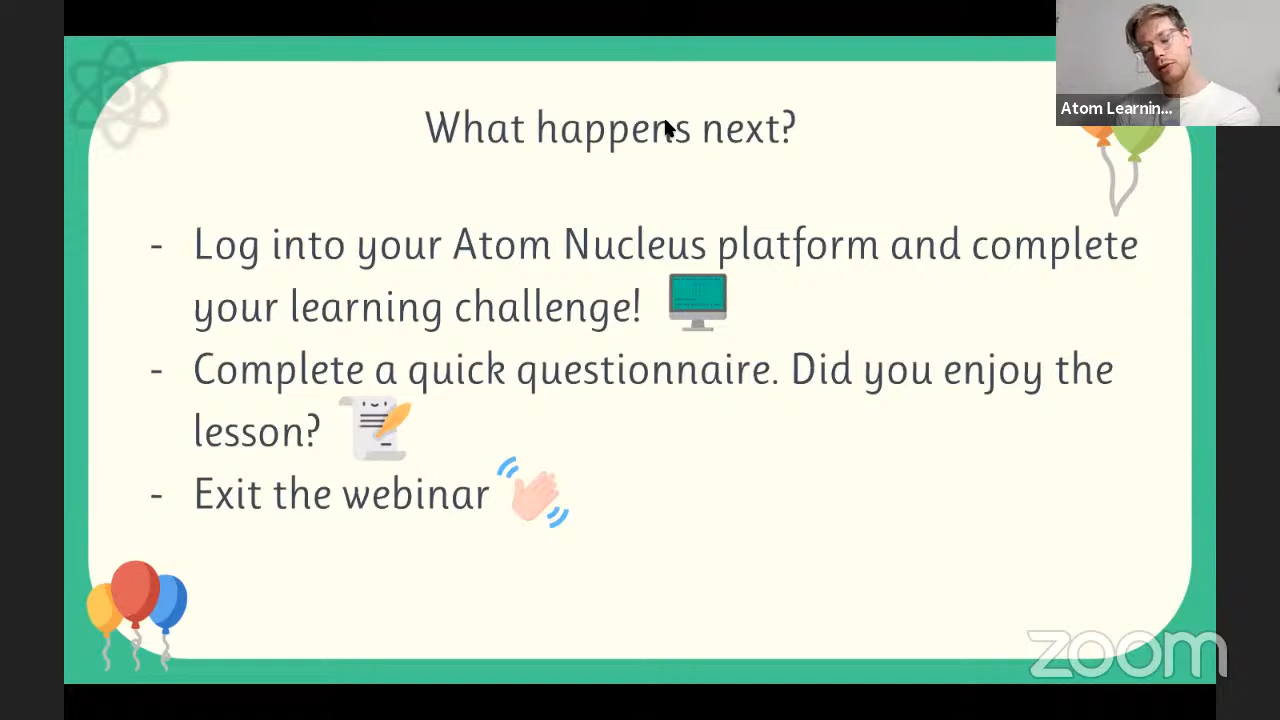 Atom Learnin...
What happens next?
- Log into your Atom Nucleus platform and complete
your learning challenge!
- Complete a quick questionnaire. Did you enjoy the
lesson?
- Exit the webinar
zoom